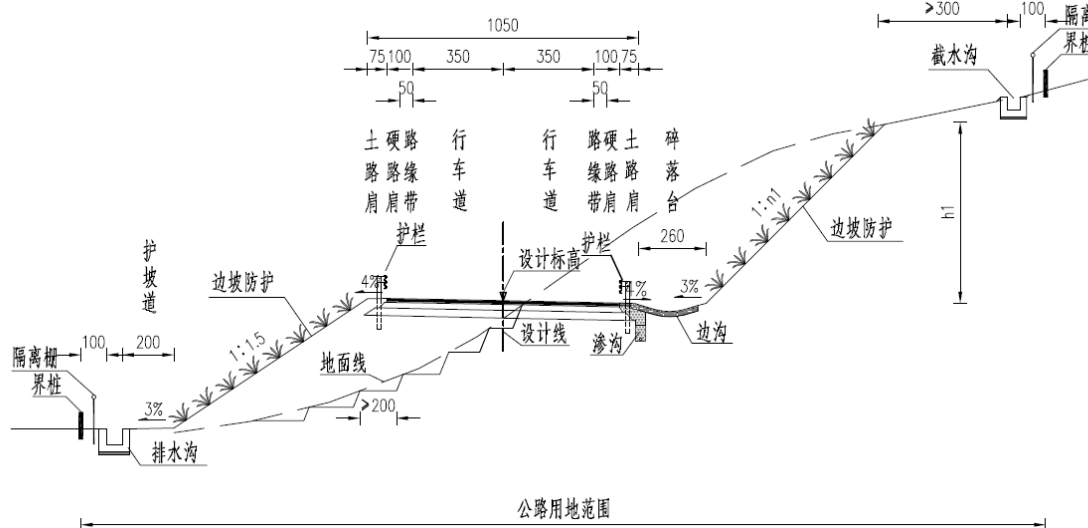 ≥300
100
隔离
界桩
截水沟
1050
75
100
350
350
100
75
50
50
土路肩
硬路肩
路缘带
行车道
行车道
路缘带
硬路肩
土路肩
碎落台
护坡道
护栏
边坡防护
4%
设计标高
护栏
260
1:n1
边坡防护
h1
4%
3%
设计线
渗沟
边沟
地面线
≥200
1:1.5
100
200
隔离栅
界桩
3%
排水沟
公路用地范围